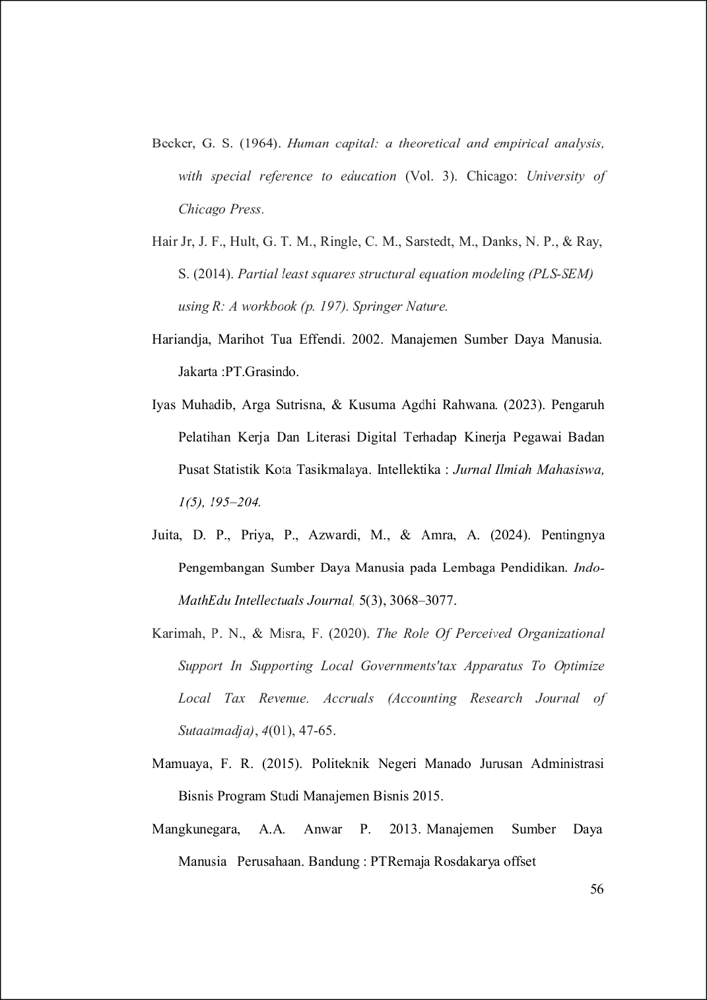 Becker, G. S. (1964). Human capital: a theoretical and empirical analysis,
with special reference to education (Vol. 3). Chicago: University of
Chicago Press.
Hair Jr, J. F., Hult, G. T. M., Ringle, C. M., Sarstedt, M., Danks, N. P., & Ray,
S. (2014). Partial least squares structural equation modeling (PLS-SEM)
using R: A workbook (p. 197). Springer Nature.
Hariandja, Marihot Tua Effendi. 2002. Manajemen Sumber Daya Manusia.
Jakarta :PT.Grasindo.
Iyas Muhadib, Arga Sutrisna, & Kusuma Agdhi Rahwana. (2023). Pengaruh
Pelatihan Kerja Dan Literasi Digital Terhadap Kinerja Pegawai Badan
Pusat Statistik Kota Tasikmalaya. Intellektika : Jurnal Ilmiah Mahasiswa,
1(5), 195–204.
Juita, D. P., Priya, P., Azwardi, M., & Amra, A. (2024). Pentingnya
Pengembangan Sumber Daya Manusia pada Lembaga Pendidikan. Indo-
MathEdu Intellectuals Journal, 5(3), 3068–3077.
Karimah, P. N., & Misra, F. (2020). The Role Of Perceived Organizational
Support In Supporting Local Governments'tax Apparatus To Optimize
Local Tax Revenue. Accruals (Accounting Research Journal of
Sutaatmadja), 4(01), 47-65.
Mamuaya, F. R. (2015). Politeknik Negeri Manado Jurusan Administrasi
Bisnis Program Studi Manajemen Bisnis 2015.
Mangkunegara, A.A. Anwar P. 2013. Manajemen Sumber Daya
Manusia Perusahaan. Bandung : PTRemaja Rosdakarya offset
56